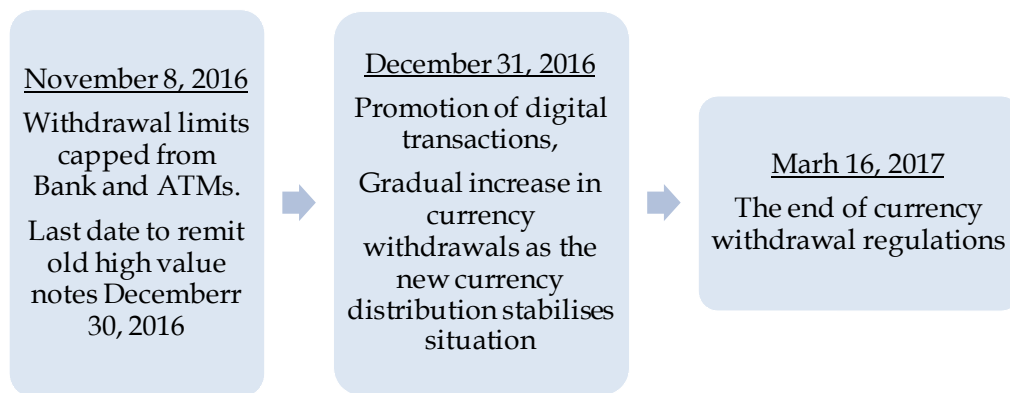 November 8, 2016
Withdrawal limits
capped from
Bank and ATMs.
Last date to remit
old high value
notes Decemberr
30, 2016
December 31, 2016
Promotion of digital
transactions,
Gradual increase in
currency
withdrawals as the
new currency
distribution stabilises
situation
Marh 16, 2017
The end of currency
withdrawal regulations